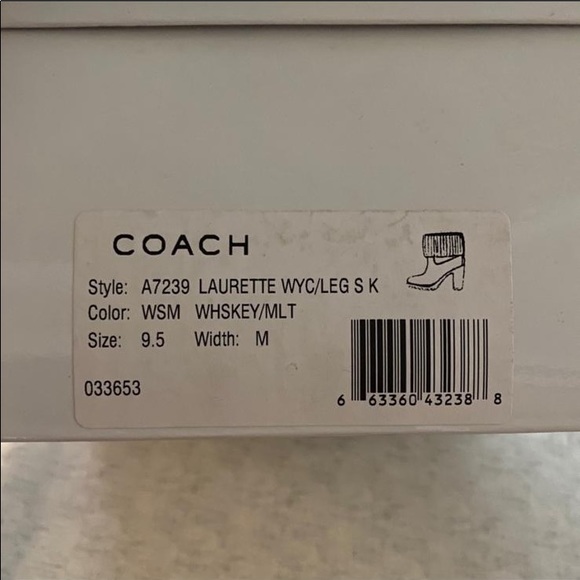 COACH
Style: A7239 LAURETTE WYC/LEG S K
Color: WSM WHSKEY/MLT
Size: 9.5 Width: M
033653
6 63360 43238 8